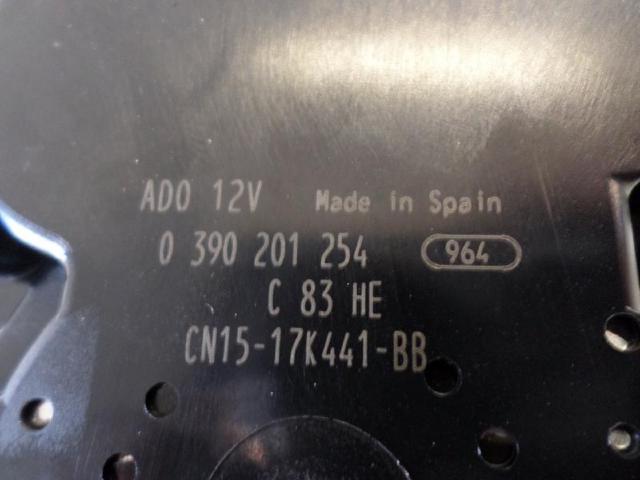 ADO 12V Made in Spain
0 390 201 254 964
C 83 HE
CN15-17K441-BB